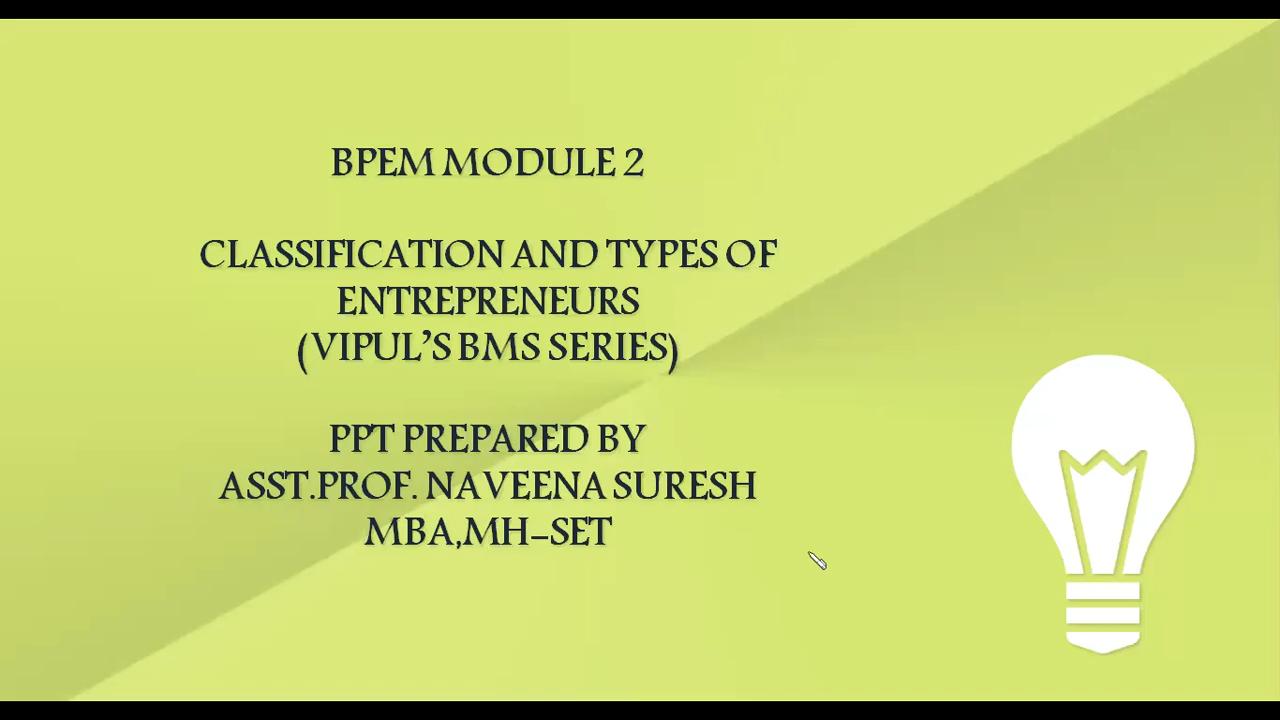 BPEM MODULE 2
CLASSIFICATION AND TYPES OF
ENTREPRENEURS
(VIPUL’S BMS SERIES)
PPT PREPARED BY
ASST.PROF. NAVEENA SURESH
MBA,MH–SET